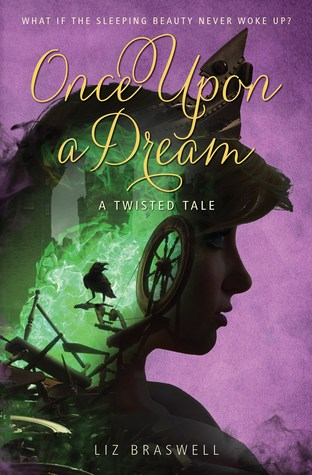 WHAT IF THE SLEEPING BEAUTY NEVER WOKE UP?
Once Upon
a Dream
A TWISTED TALE
LIZ BRASWELL